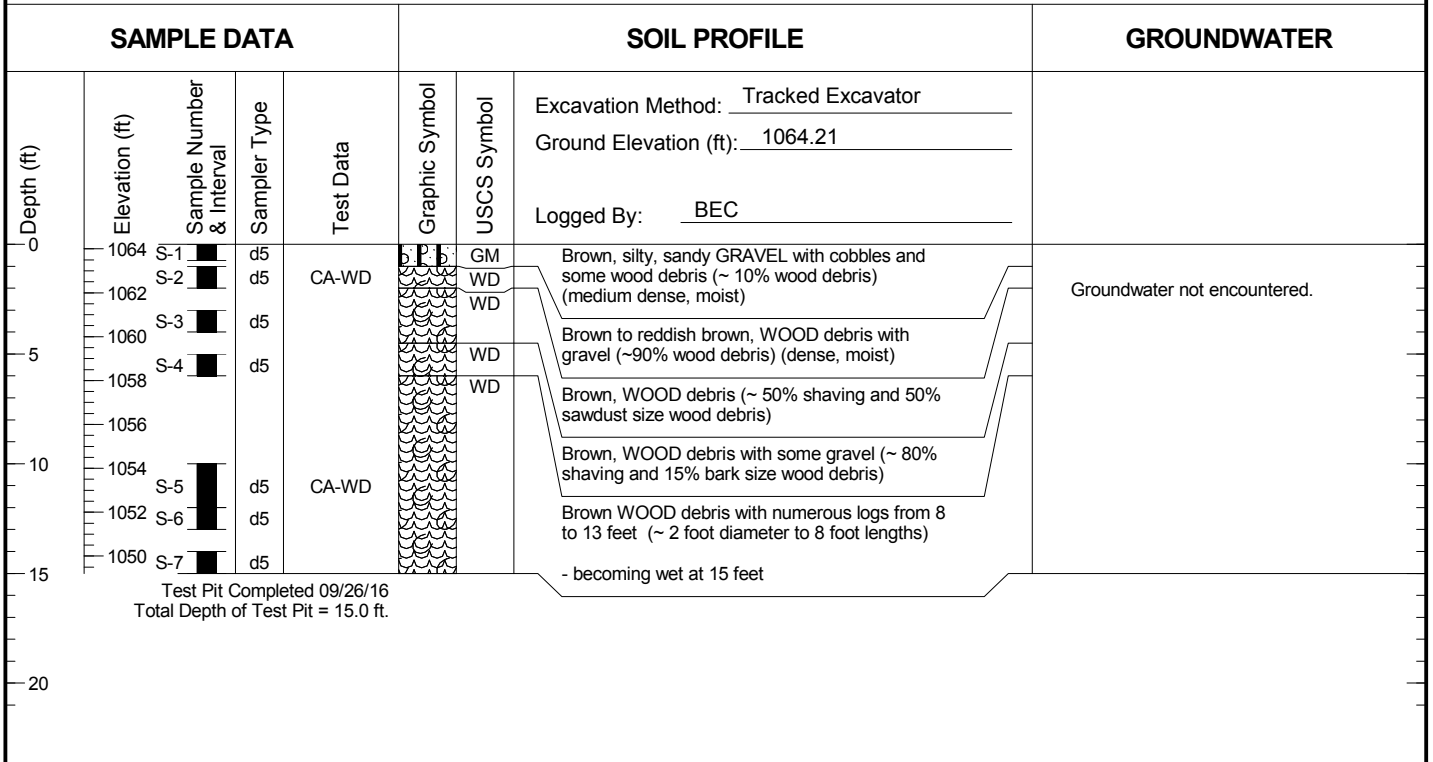 SAMPLE DATA
SOIL PROFILE
GROUNDWATER
Depth (ft)
Elevation (ft)
Sample Number
& Interval
Sampler Type
Test Data
Graphic Symbol
USCS Symbol
Excavation Method: Tracked Excavator
Ground Elevation (ft): 1064.21
Logged By: BEC
0
5
10
15
20
1064
1062
1060
1058
1056
1054
1052
1050
S-1 d5
S-2 d5 CA-WD
S-3 d5
S-4 d5
S-5 d5 CA-WD
S-6 d5
S-7 d5
GM
WD
WD
WD
WD
Brown, silty, sandy GRAVEL with cobbles and
some wood debris (~ 10% wood debris)
(medium dense, moist)
Brown to reddish brown, WOOD debris with
gravel (~90% wood debris) (dense, moist)
Brown, WOOD debris (~ 50% shaving and 50%
sawdust size wood debris)
Brown, WOOD debris with some gravel (~ 80%
shaving and 15% bark size wood debris)
Brown WOOD debris with numerous logs from 8
to 13 feet (~ 2 foot diameter to 8 foot lengths)
- becoming wet at 15 feet
Groundwater not encountered.
Test Pit Completed 09/26/16
Total Depth of Test Pit = 15.0 ft.